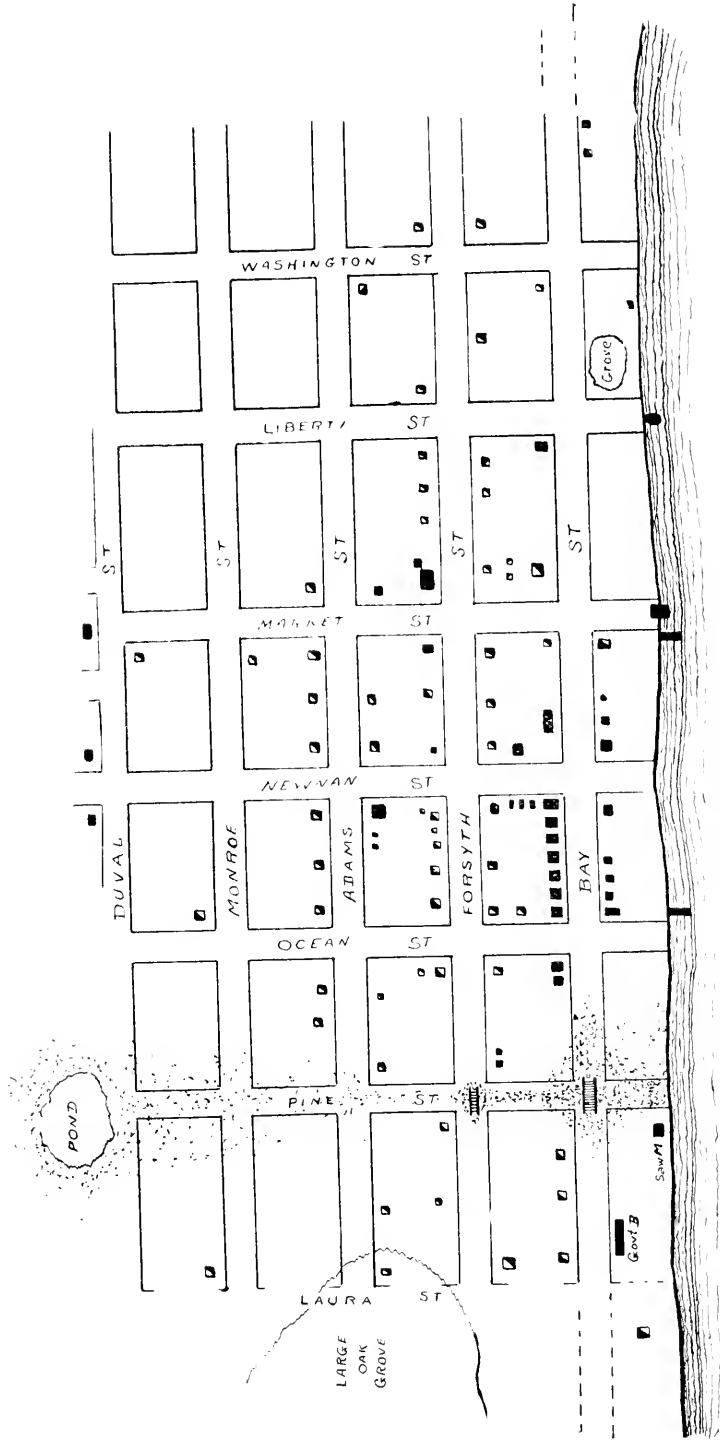 WASHINGTON ST
Grove
LIBERTY ST
ST
ST
ST
ST
ST
MARKET ST
NEWNAN ST
DUVAL
MONROE
ADAMS
FORSYTH
BAY
OCEAN ST
POND
PINE ST
Saw M
Govt B
LAURA ST
LARGE
OAK
GROVE